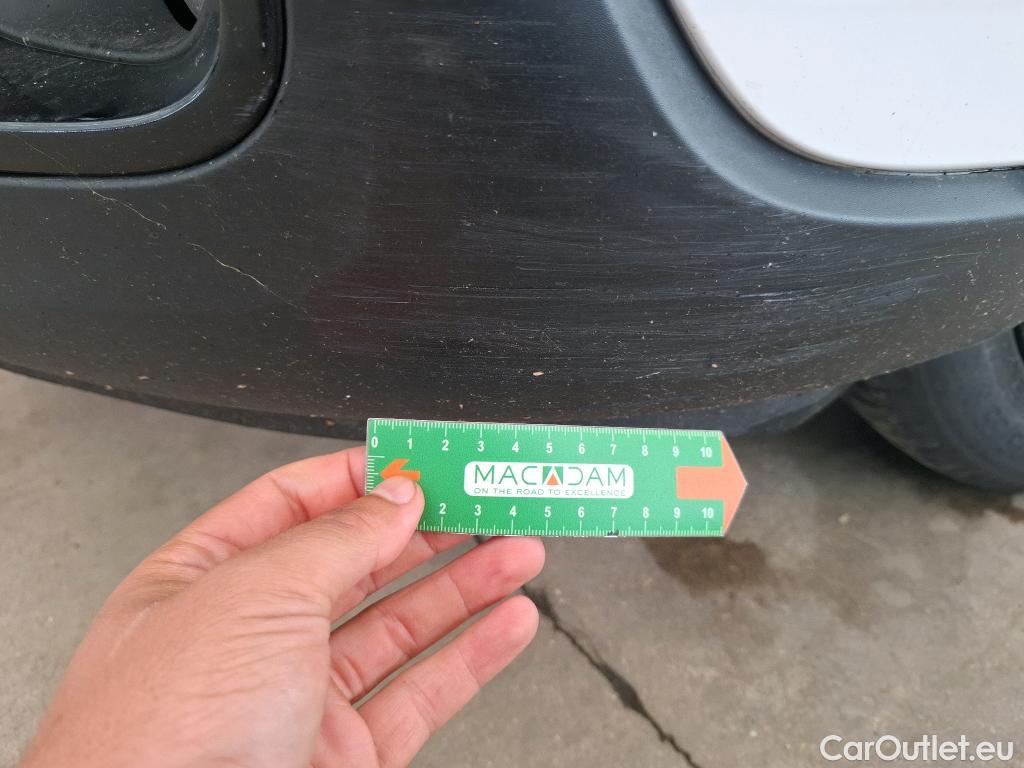 0 1 2 3 4 5 6 7 8 9 10
MACADAM
ON THE ROAD TO EXCELLENCE
2 3 4 5 6 7 8 9 10
CarOutlet.eu